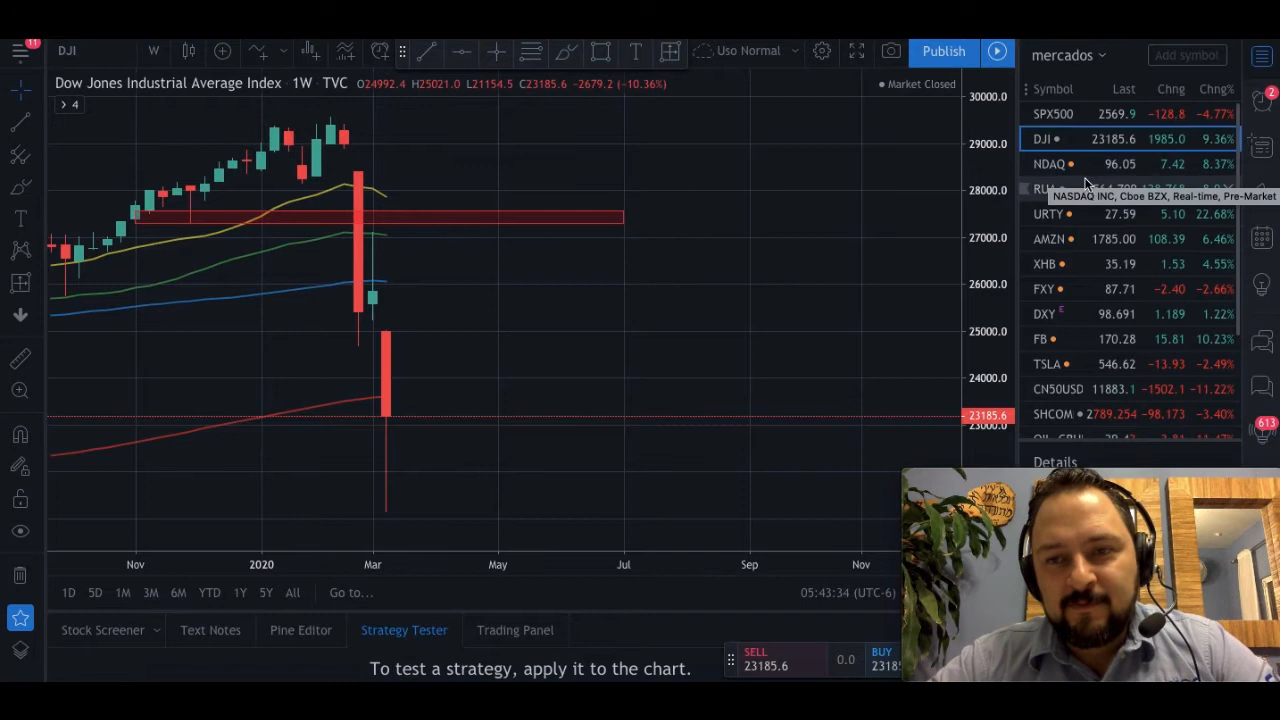 11
DJI
W
T
Uso Normal
Publish
mercados
Add symbol
Dow Jones Industrial Average Index · 1W · TVC O24992.4 H25021.0 L21154.5 C23185.6 −2679.2 (−10.36%)
Market Closed
4
30000.0
29000.0
28000.0
27000.0
26000.0
25000.0
24000.0
23185.6
23000.0
Symbol Last Chng Chng%
SPX500 2569.9 −128.8 −4.77%
DJI 23185.6 1985.0 9.36%
NDAQ 96.05 7.42 8.37%
NASDAQ INC, Cboe BZX, Real-time, Pre-Market
URTY 27.59 5.10 22.68%
AMZN 1785.00 108.39 6.46%
XHB 35.19 1.53 4.55%
FXY 87.71 −2.40 −2.66%
DXY E 98.691 1.189 1.22%
FB 170.28 15.81 10.23%
TSLA 546.62 −13.93 −2.49%
CN50USD 11883.1 −1502.1 −11.22%
SHCOM 2789.254 −98.173 −3.40%
Details
2
613
T
Nov 2020 Mar May Jul Sep Nov
1D 5D 1M 3M 6M YTD 1Y 5Y All Go to... 05:43:34 (UTC-6)
Stock Screener Text Notes Pine Editor Strategy Tester Trading Panel
To test a strategy, apply it to the chart.
SELL
23185.6
0.0
BUY